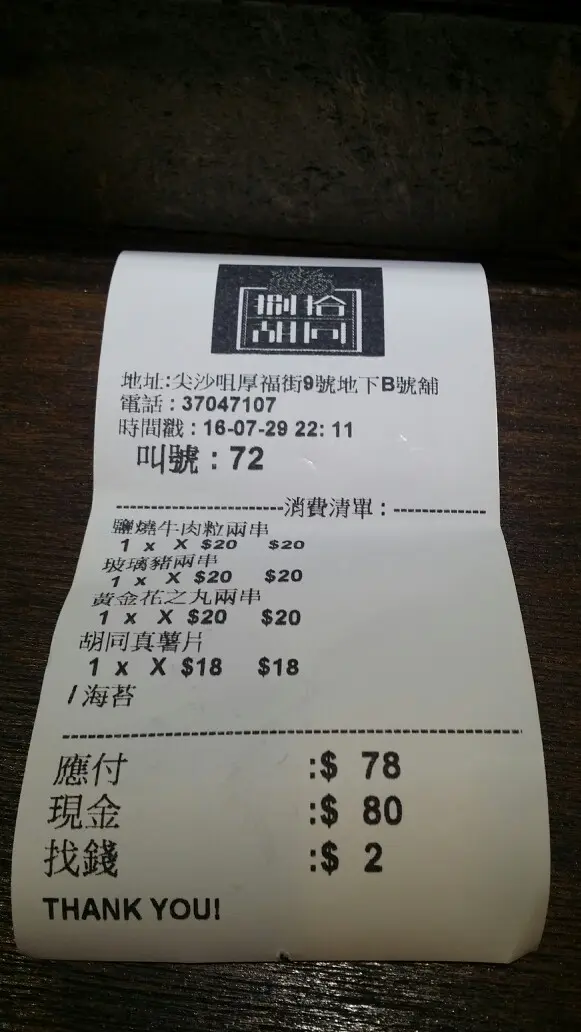 捌拾
胡同
地址:尖沙咀厚福街9號地下B號舖
電話：37047107
時間戳：16-07-29 22:11
叫號：72
--------------------消費清單：-------------
鹽燒牛肉粒兩串
1 x X $20 $20
玻璃豬兩串
1 x X $20 $20
黃金花之丸兩串
1 x X $20 $20
胡同真薯片
1 x X $18 $18
/ 海苔
應付 :$ 78
現金 :$ 80
找錢 :$ 2
THANK YOU!